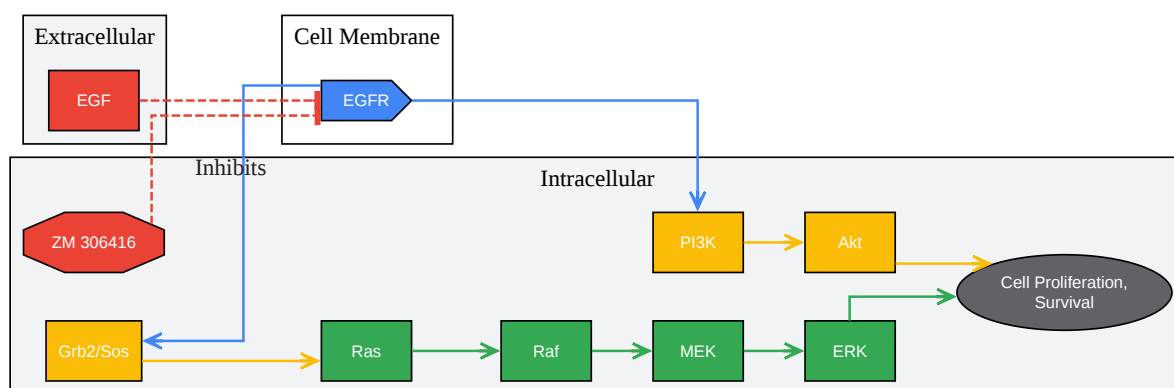 Extracellular
Cell Membrane
EGF
EGFR
Inhibits
Intracellular
ZM 306416
PI3K
Akt
Cell Proliferation,
Survival
Grb2/Sos
Ras
Raf
MEK
ERK